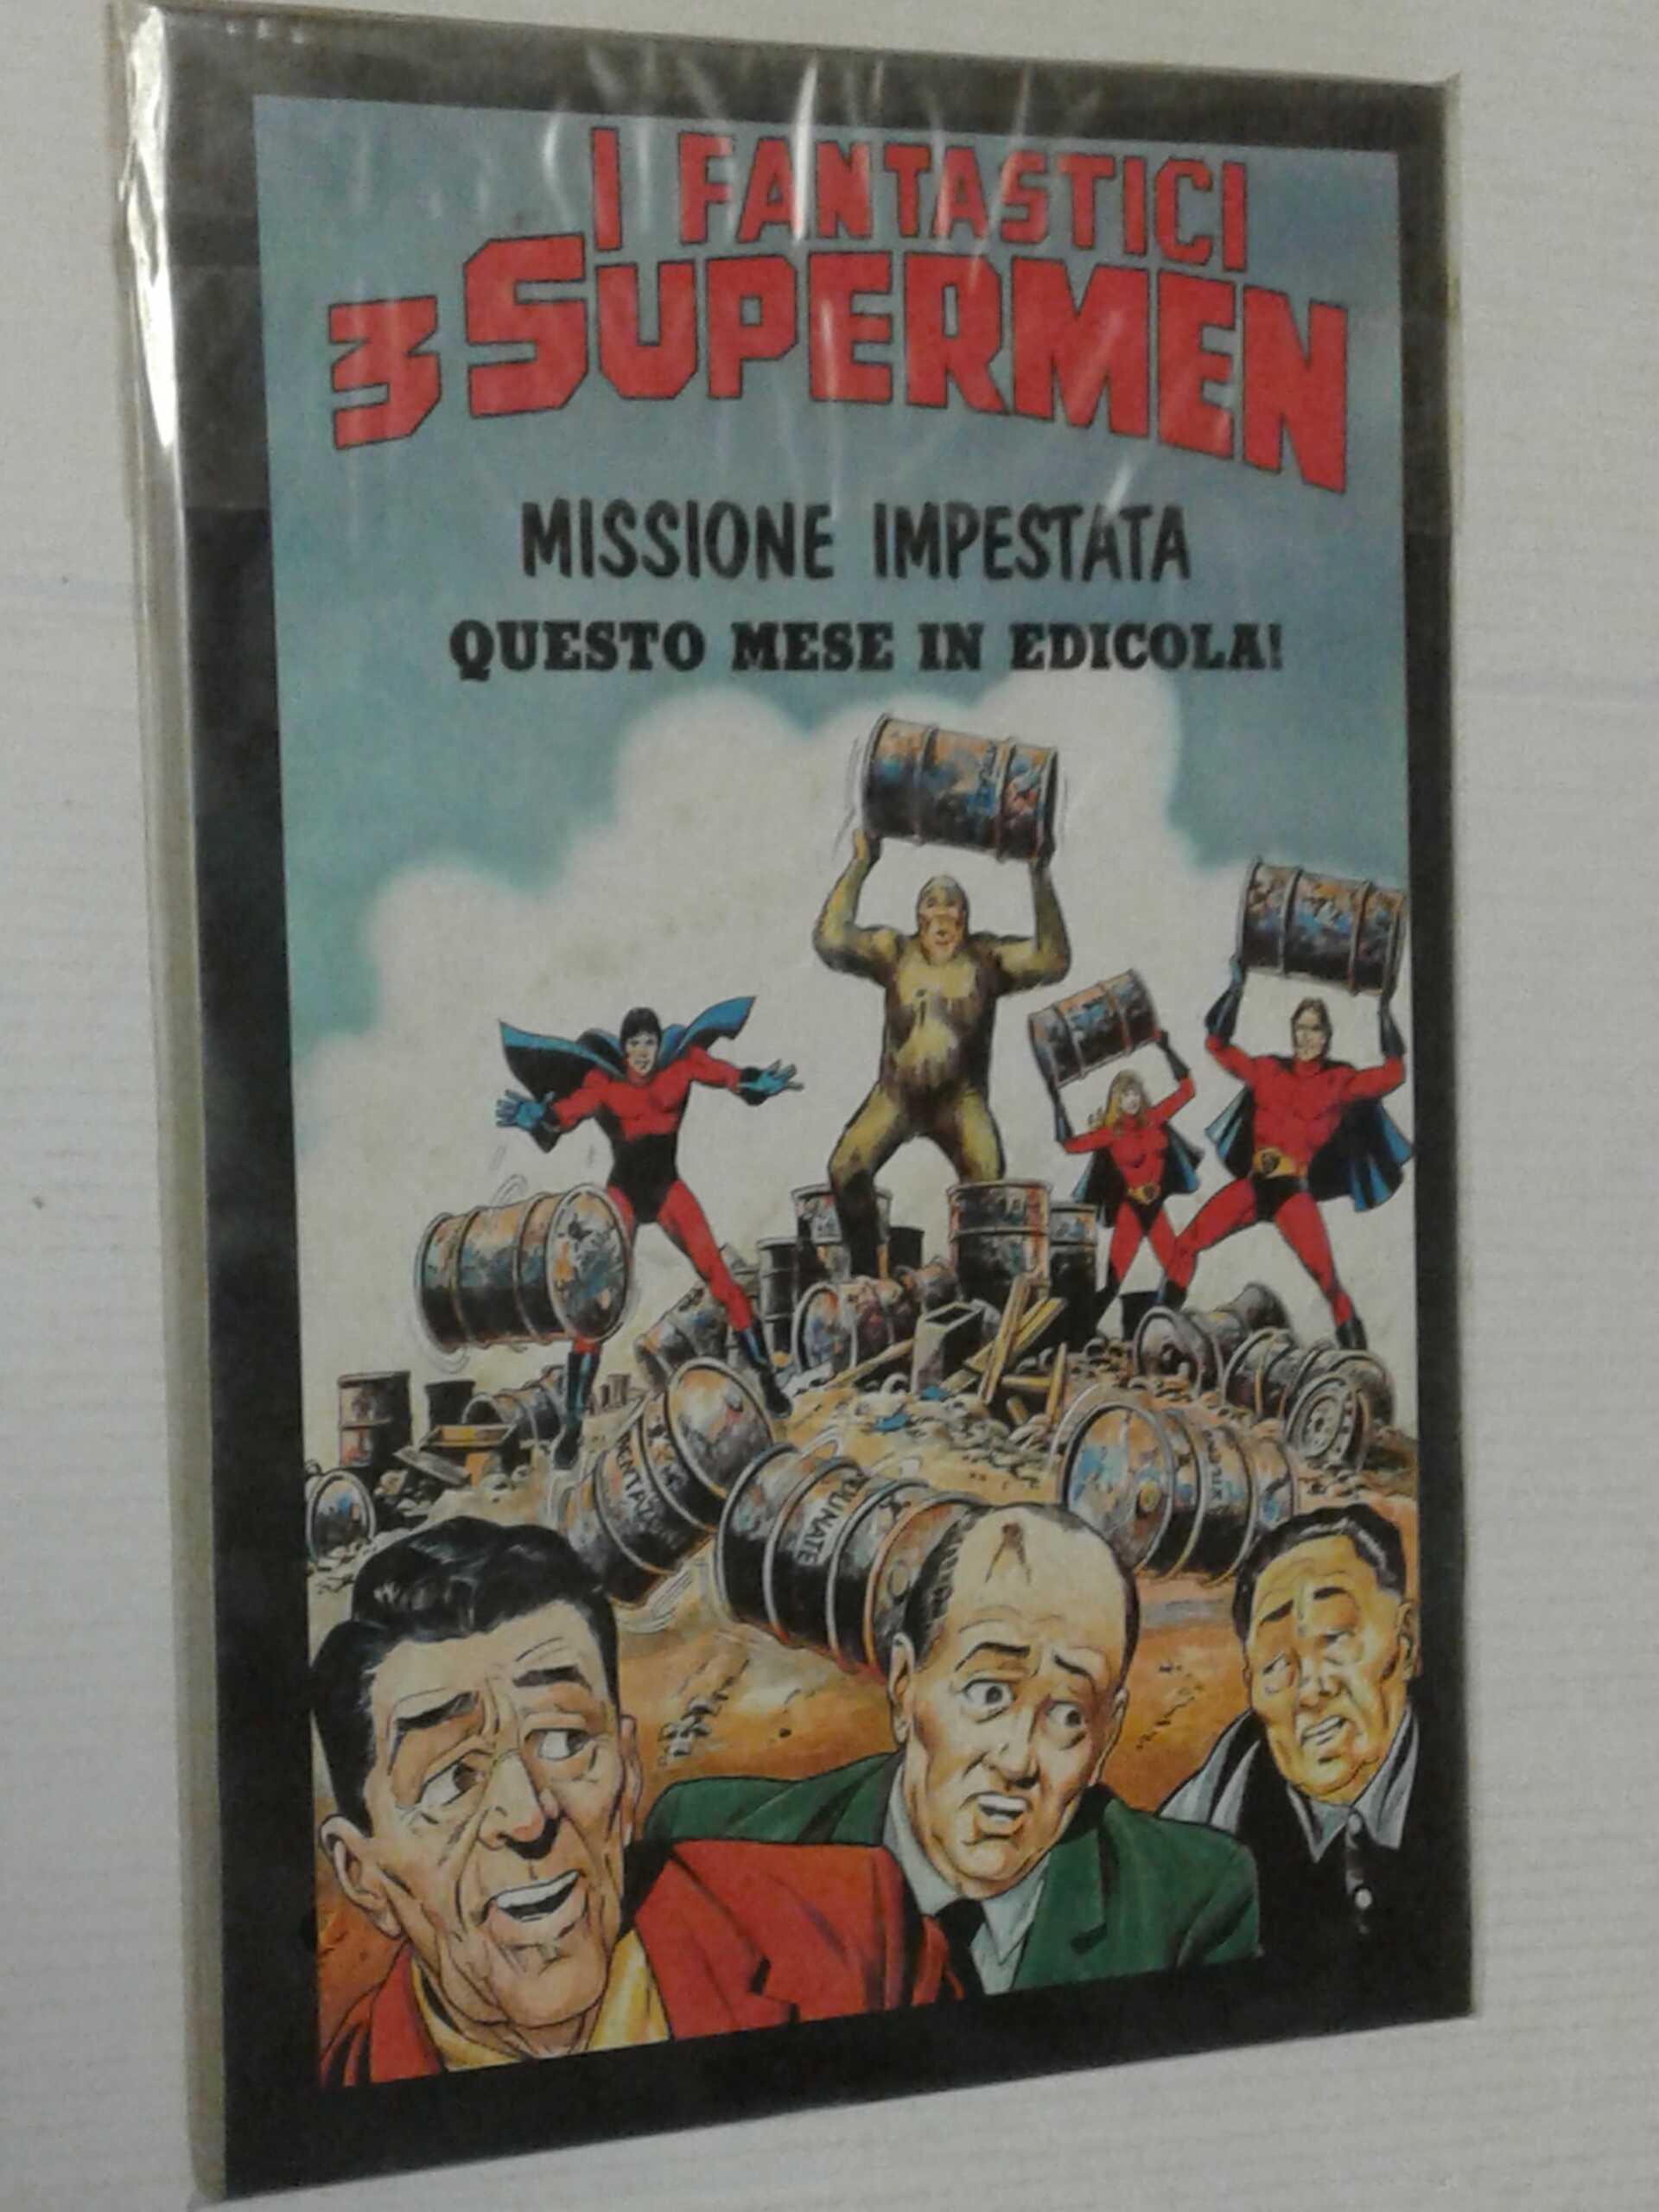 I FANTASTICI
3 SUPERMEN
MISSIONE IMPESTATA
QUESTO MESE IN EDICOLA!